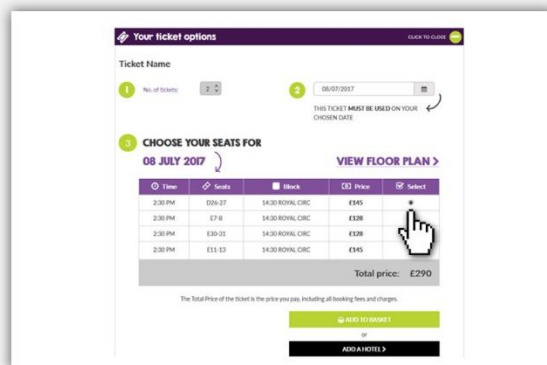 Your ticket options
CLICK TO CLOSE
Ticket Name
1 No. of tickets: 2
2 08/07/2017
THIS TICKET MUST BE USED ON YOUR
CHOSEN DATE
3 CHOOSE YOUR SEATS FOR
08 JULY 2017 VIEW FLOOR PLAN >
Time Seats Block Price Select
2:30 PM D26-27 14:30 ROYAL CIRC £145
2:30 PM E7-8 14:30 ROYAL CIRC £128
2:30 PM E30-31 14:30 ROYAL CIRC £128
2:30 PM E11-13 14:30 ROYAL CIRC £145
Total price: £290
The Total Price of the ticket is the price you pay, including all booking fees and charges.
ADD TO BASKET
or
ADD A HOTEL >